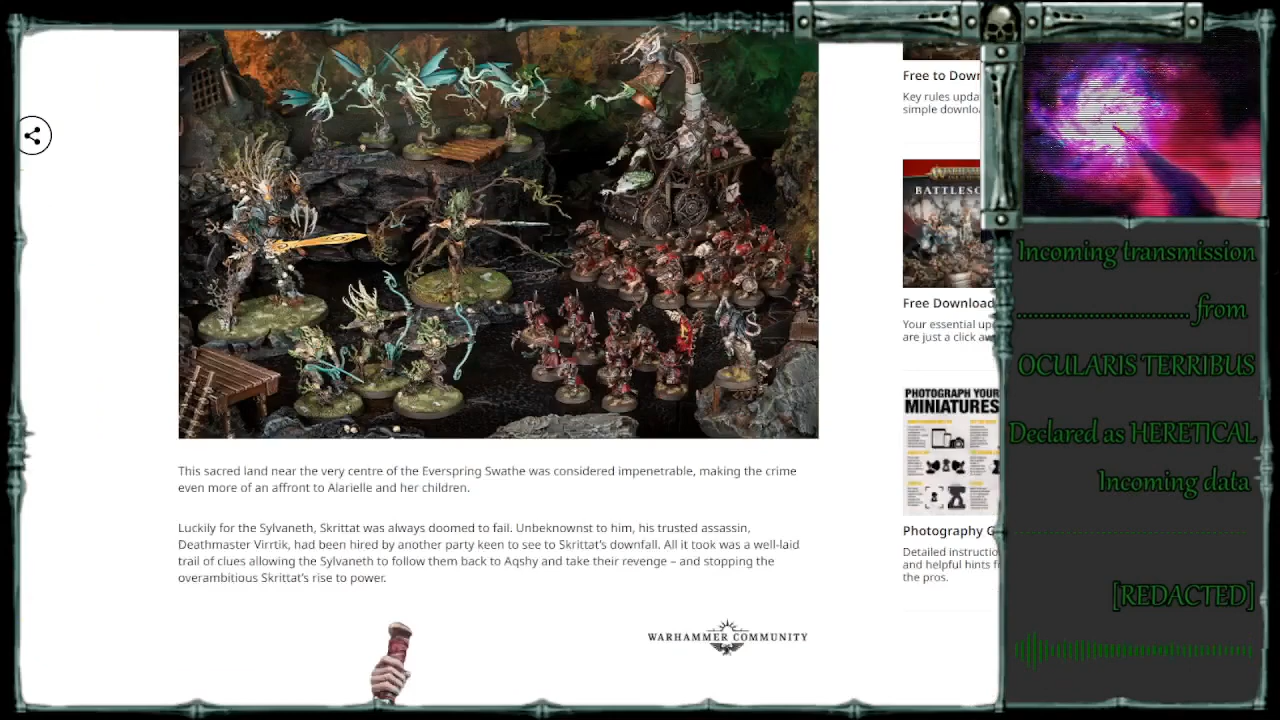 This sacred land near the very centre of the Everspring Swathe was considered impenetrable, making the crime
even more of an affront to Alarielle and her children.
Luckily for the Sylvaneth, Skrittat was always doomed to fail. Unbeknownst to him, his trusted assassin,
Deathmaster Virrtik, had been hired by another party keen to see to Skrittat's downfall. All it took was a well-laid
trail of clues allowing the Sylvaneth to follow them back to Aqshy and take their revenge – and stopping the
overambitious Skrittat's rise to power.
WARHAMMER COMMUNITY
Free to Down
Key rules upda
simple downloa
BATTLESC
Free Download
Your essential up
are just a click aw
PHOTOGRAPH YOUR
MINIATURES
Photography G
Detailed instructio
and helpful hints f
the pros.
Incoming transmission
............................... from
OCULARIS TERRIBUS
Declared as HERETICAL
Incoming data
[REDACTED]